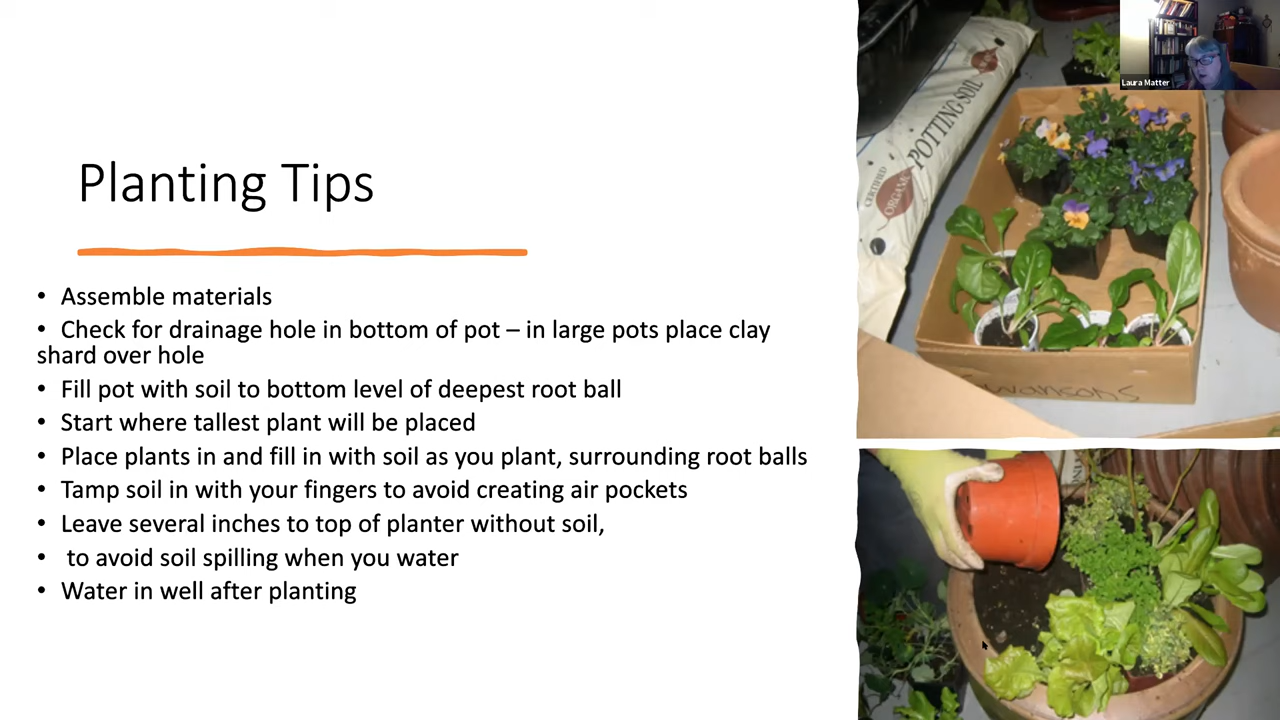 Planting Tips
• Assemble materials
• Check for drainage hole in bottom of pot – in large pots place clay
shard over hole
• Fill pot with soil to bottom level of deepest root ball
• Start where tallest plant will be placed
• Place plants in and fill in with soil as you plant, surrounding root balls
• Tamp soil in with your fingers to avoid creating air pockets
• Leave several inches to top of planter without soil,
• to avoid soil spilling when you water
• Water in well after planting
Laura Matter
POTTING SOIL
CERTIFIED
ORGANIC
Swansons